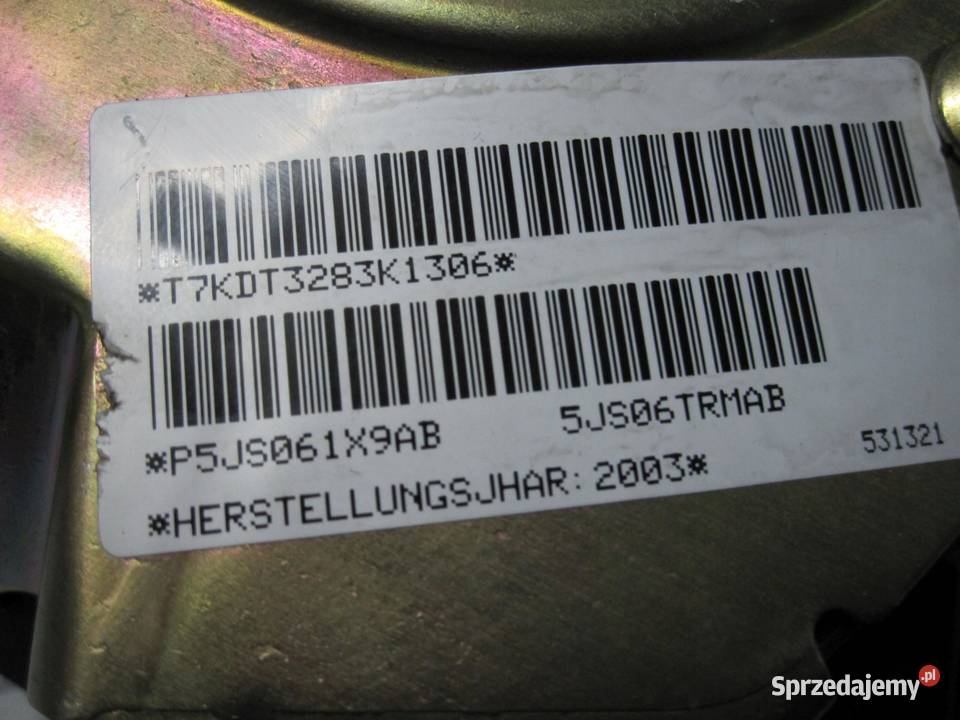 *T7KDT3283K1306*
*P5JS061X9AB 5JS06TRMAB
*HERSTELLUNGSJHAR: 2003* 531321
Sprzedajemy.pl